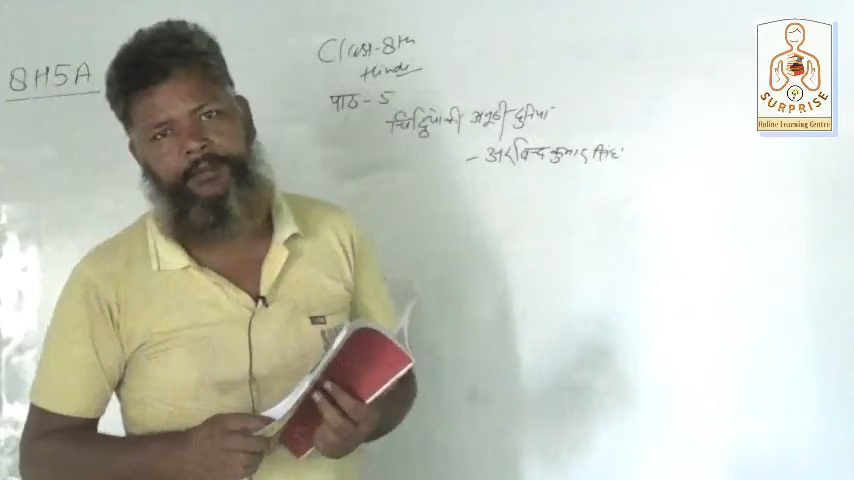 8H5A
Class-8th
Hindi
पाठ-5
चिट्ठियों की अनूठी दुनिया
- अरविन्द कुमार सिंह
SURPRISE
Online Learning Centre